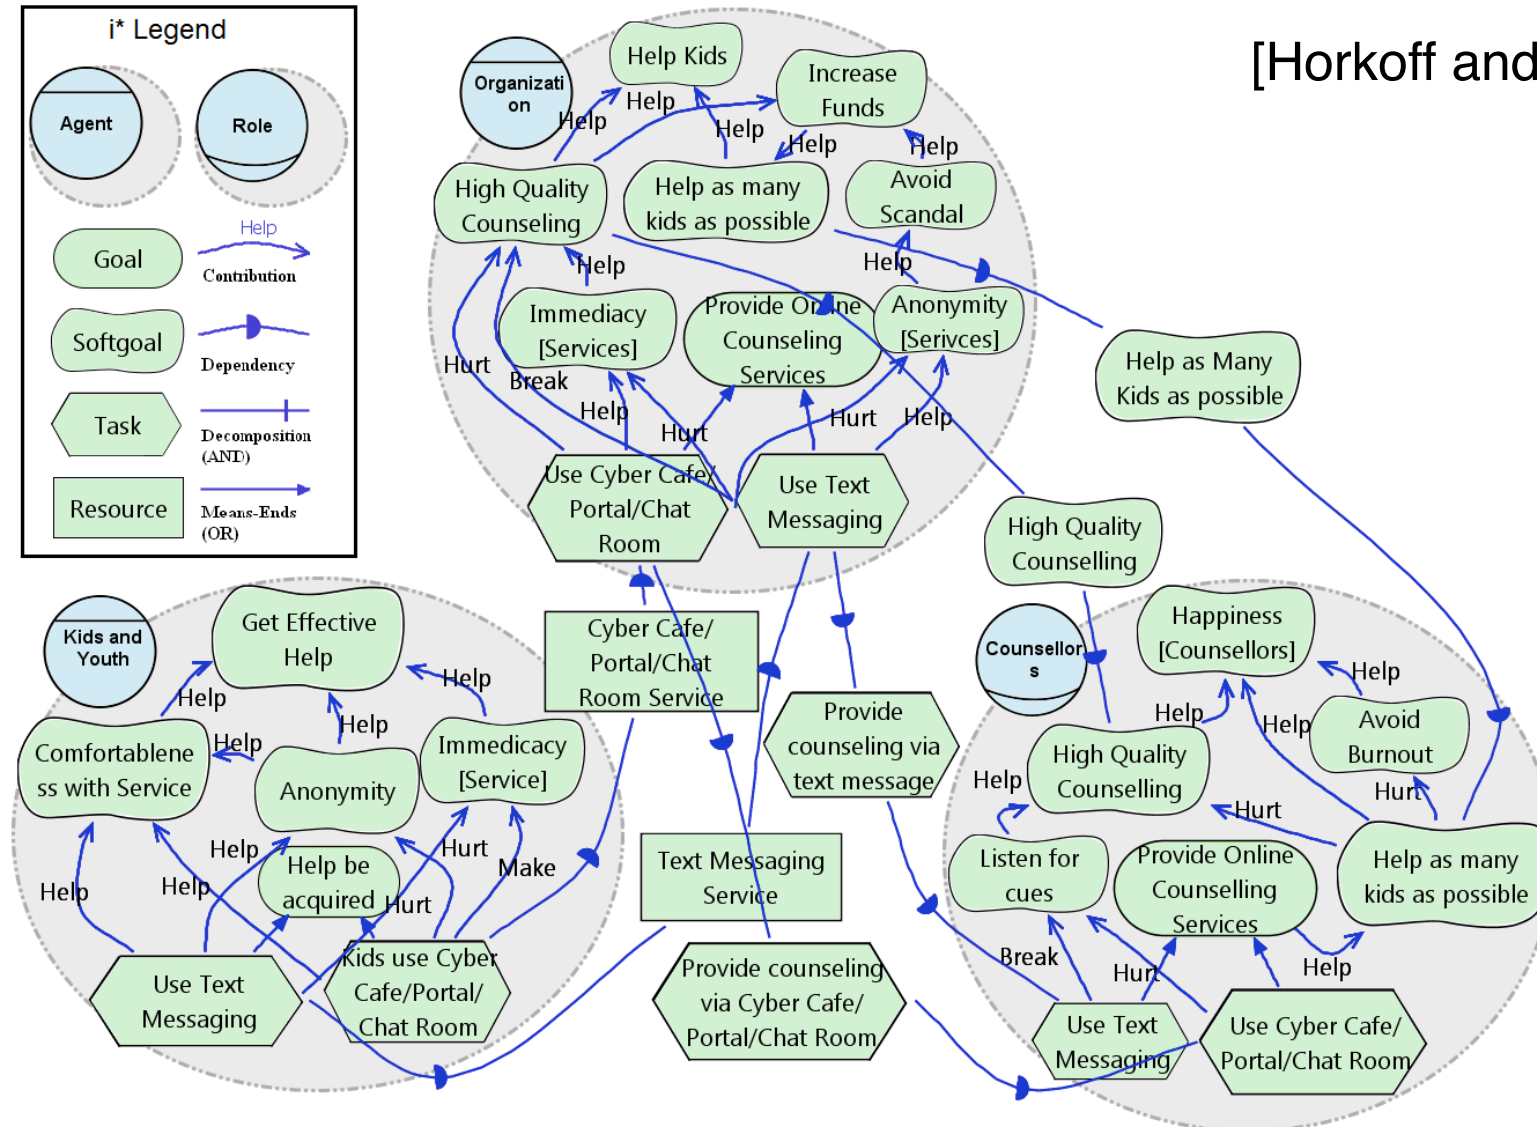 i* Legend
Agent
Role
Goal
Help
Contribution
Softgoal
Dependency
Task
Decomposition
(AND)
Resource
Means-Ends
(OR)
[Horkoff and
Organizati
on
Help Kids
Increase
Funds
Help
Help
Help
Help
Help
High Quality
Counseling
Help as many
kids as possible
Avoid
Scandal
Help
Help
Immediacy
[Services]
Provide Online
Counseling
Services
Anonymity
[Serivces]
Hurt
Break
Help
Hurt
Hurt
Help
Use Cyber Cafe/
Portal/Chat
Room
Use Text
Messaging
Help as Many
Kids as possible
High Quality
Counselling
Kids and
Youth
Get Effective
Help
Help
Help
Help
Help
Comfortablene
ss with Service
Anonymity
Immedicacy
[Service]
Help
Help
Help
Hurt
Make
Hurt
Help be
acquired
Use Text
Messaging
Kids use Cyber
Cafe/Portal/
Chat Room
Cyber Cafe/
Portal/Chat
Room Service
Provide
counseling via
text message
Text Messaging
Service
Provide counseling
via Cyber Cafe/
Portal/Chat Room
Counsellor
s
Happiness
[Counsellors]
Help
Help
Help
Avoid
Burnout
High Quality
Counselling
Help
Hurt
Hurt
Listen for
cues
Provide Online
Counselling
Services
Help as many
kids as possible
Break
Hurt
Help
Use Text
Messaging
Use Cyber Cafe/
Portal/Chat Room